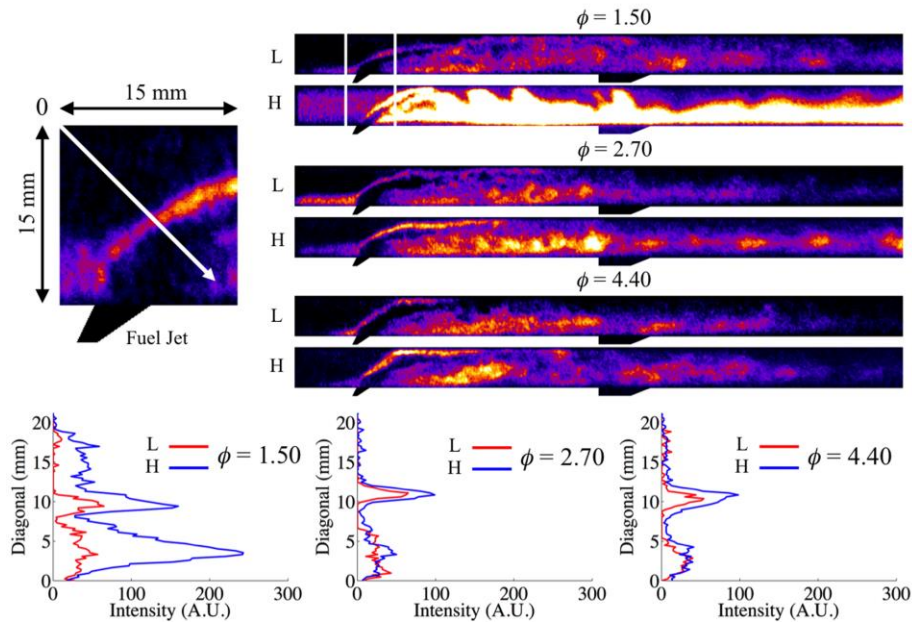 ϕ = 1.50
L
H
ϕ = 2.70
L
H
ϕ = 4.40
L
H
0
15 mm
15 mm
Fuel Jet
Diagonal (mm)
20
15
10
5
0
L
H
ϕ = 1.50
0 100 200 300
Intensity (A.U.)
Diagonal (mm)
20
15
10
5
0
L
H
ϕ = 2.70
0 100 200 300
Intensity (A.U.)
Diagonal (mm)
20
15
10
5
0
L
H
ϕ = 4.40
0 100 200 300
Intensity (A.U.)